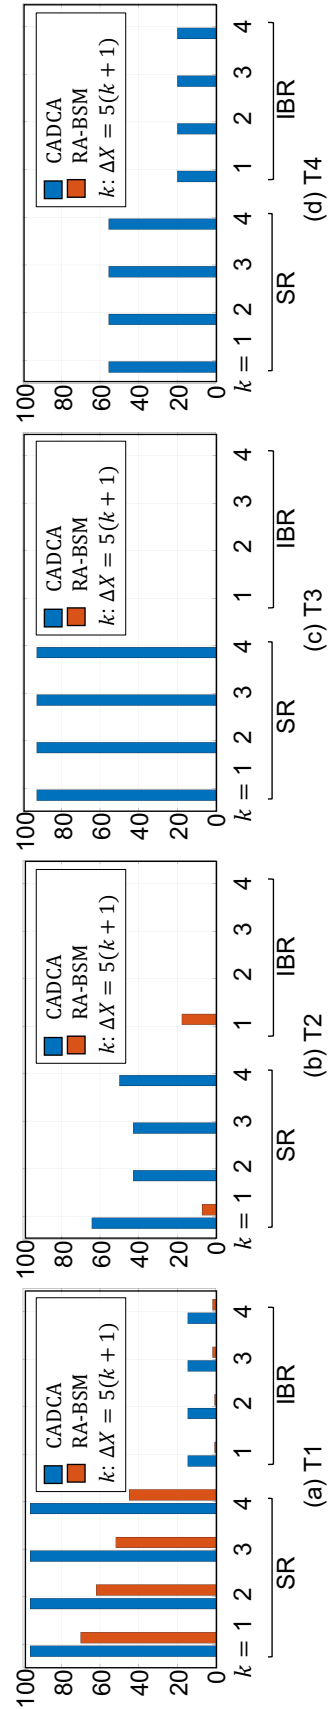 100
80
60
40
20
0
CADCA
RA-BSM
k: ΔX = 5(k + 1)
k = 1 2 3 4 1 2 3 4
SR IBR
(a) T1
100
80
60
40
20
0
CADCA
RA-BSM
k: ΔX = 5(k + 1)
k = 1 2 3 4 1 2 3 4
SR IBR
(b) T2
100
80
60
40
20
0
CADCA
RA-BSM
k: ΔX = 5(k + 1)
k = 1 2 3 4 1 2 3 4
SR IBR
(c) T3
100
80
60
40
20
0
CADCA
RA-BSM
k: ΔX = 5(k + 1)
k = 1 2 3 4 1 2 3 4
SR IBR
(d) T4